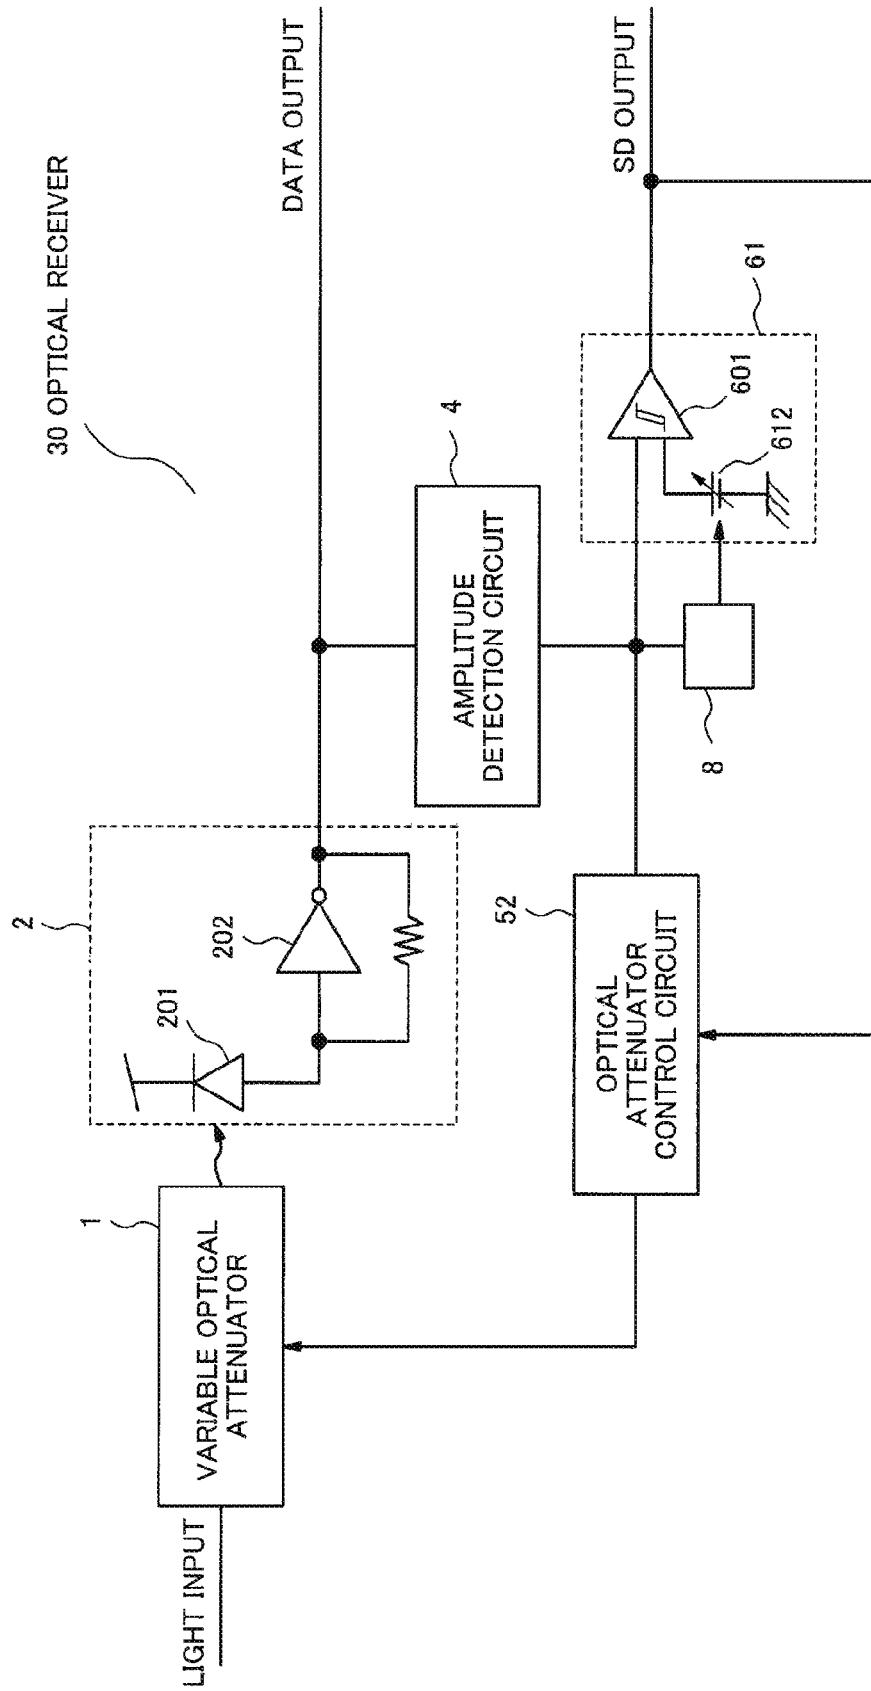 30 OPTICAL RECEIVER
LIGHT INPUT
1
VARIABLE OPTICAL
ATTENUATOR
2
201
202
DATA OUTPUT
4
AMPLITUDE
DETECTION CIRCUIT
52
OPTICAL
ATTENUATOR
CONTROL CIRCUIT
8
61
601
612
SD OUTPUT